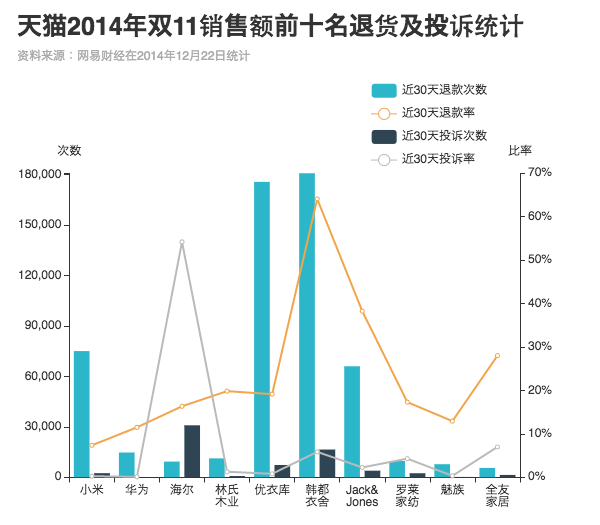 天猫2014年双11销售额前十名退货及投诉统计
资料来源：网易财经在2014年12月22日统计
近30天退款次数
近30天退款率
近30天投诉次数
近30天投诉率
次数
比率
180,000
150,000
120,000
90,000
60,000
30,000
0
70%
60%
50%
40%
30%
20%
10%
0%
小米
华为
海尔
林氏
木业
优衣库
韩都
衣舍
Jack&
Jones
罗莱
家纺
魅族
全友
家居